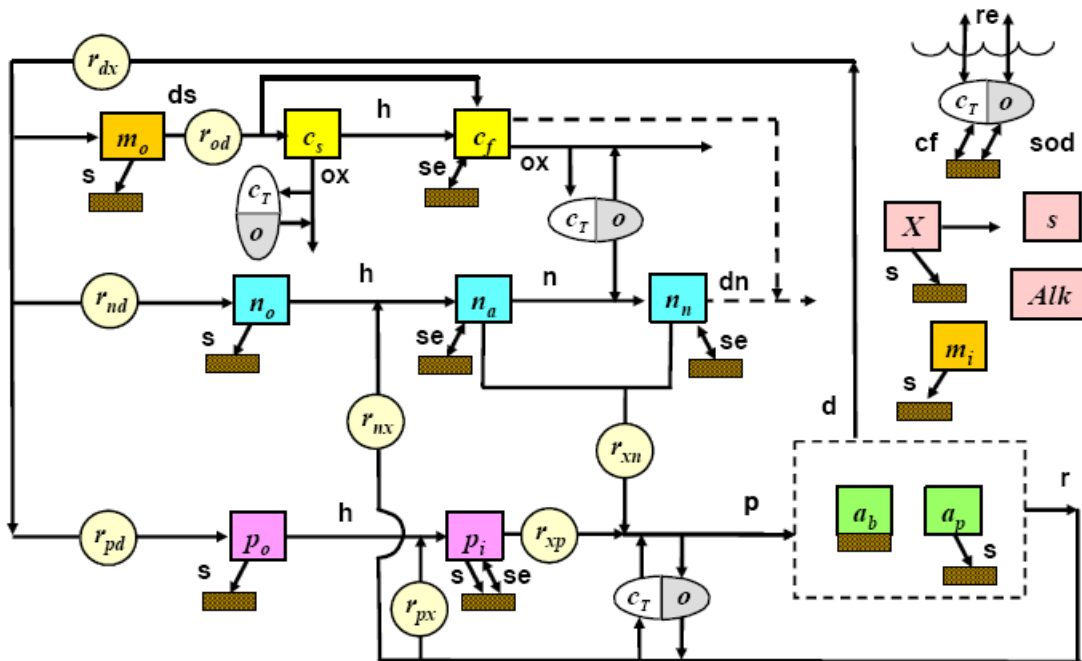 re
r_dx
ds
h
m_o
r_od
c_s
c_f
c_T
o
s
ox
se
ox
cf
sod
c_T
o
c_T
o
X
s
s
Alk
h
n
dn
r_nd
n_o
n_a
n_n
s
se
se
m_i
s
d
r_nx
r_xn
p
r
h
a_b
a_p
r_pd
p_o
p_i
r_xp
s
s
se
s
r_px
c_T
o